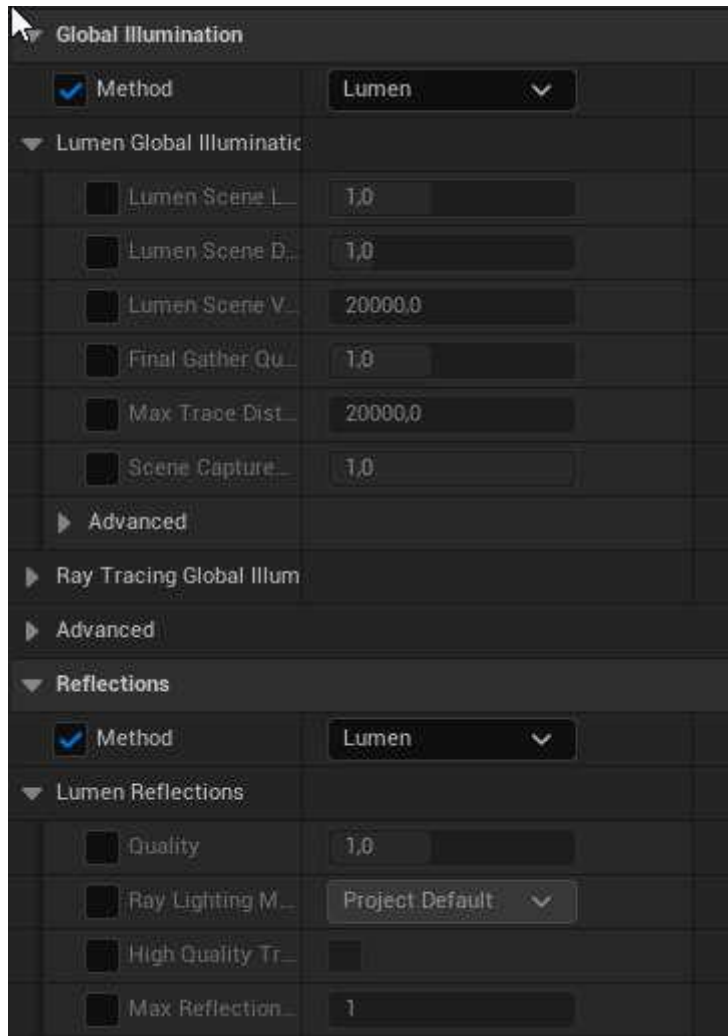 Global Illumination
Method Lumen
Lumen Global Illuminatic
Lumen Scene L... 1,0
Lumen Scene D... 1,0
Lumen Scene V... 20000,0
Final Gather Qu... 1,0
Max Trace Dist... 20000,0
Scene Capture... 1,0
Advanced
Ray Tracing Global Illum
Advanced
Reflections
Method Lumen
Lumen Reflections
Quality 1,0
Ray Lighting M... Project Default
High Quality Tr...
Max Reflection... 1